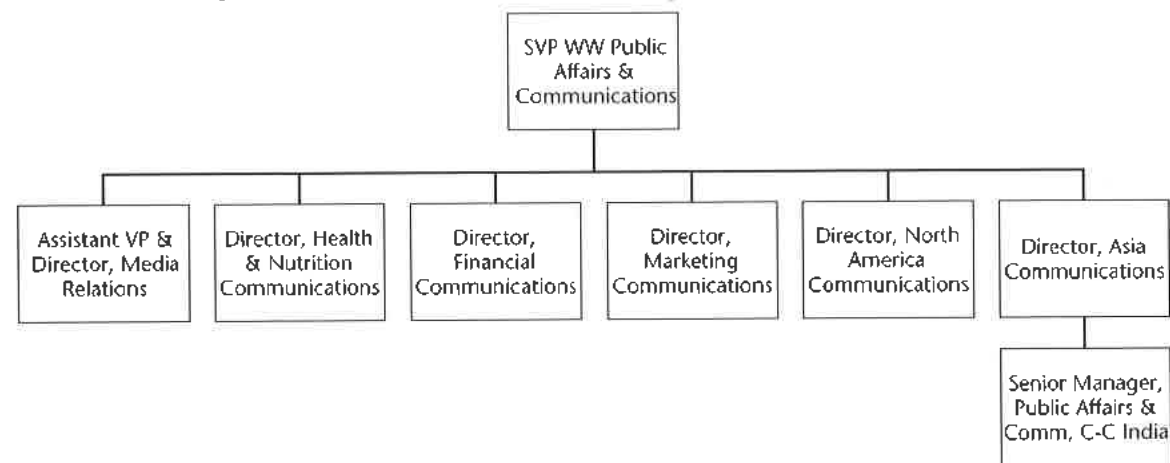 SVP WW Public
Affairs &
Communications
Assistant VP &
Director, Media
Relations
Director, Health
& Nutrition
Communications
Director,
Financial
Communications
Director,
Marketing
Communications
Director, North
America
Communications
Director, Asia
Communications
Senior Manager,
Public Affairs &
Comm, C-C India